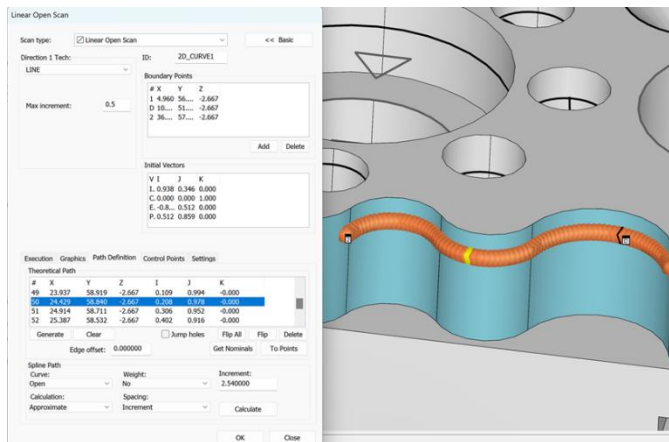 Linear Open Scan
Scan type: Linear Open Scan << Basic
Direction 1 Tech: ID: 2D_CURVE1
LINE
Max increment: 0.5
Boundary Points
# X Y Z
1 4.960 56.... -2.667
D 10.... 51.... -2.667
2 36.... 57.... -2.667
Add Delete
Initial Vectors
V I J K
I.. 0.938 0.346 0.000
C. 0.000 0.000 1.000
E. -0.8... 0.512 0.000
P. 0.512 0.859 0.000
Execution Graphics Path Definition Control Points Settings
Theoretical Path
# X Y Z I J K
49 23.937 58.919 -2.667 0.109 0.994 -0.000
50 24.429 58.840 -2.667 0.208 0.978 -0.000
51 24.914 58.711 -2.667 0.306 0.952 -0.000
52 25.387 58.532 -2.667 0.402 0.916 -0.000
Generate Clear Jump holes Flip All Flip Delete
Edge offset: 0.000000 Get Nominals To Points
Spline Path
Curve: Weight: Increment:
Open No 2.540000
Calculation: Spacing:
Approximate Increment Calculate
OK Close